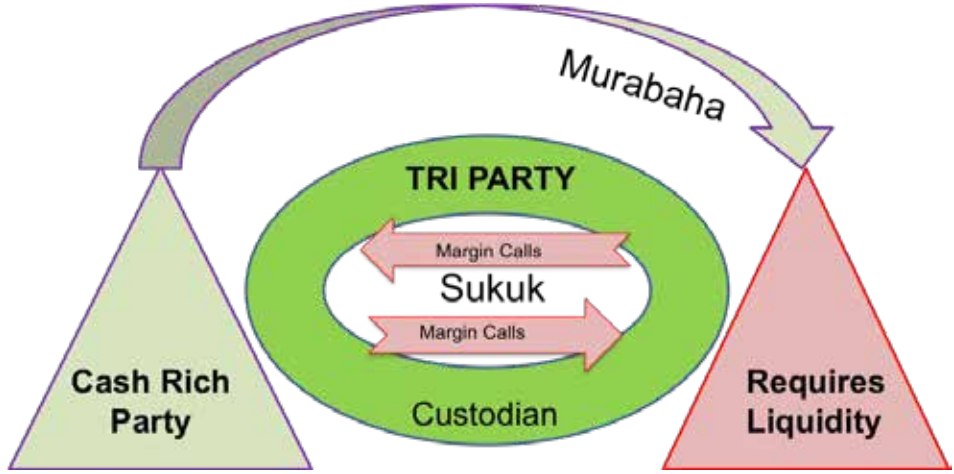 Murabaha
TRI PARTY
Margin Calls
Sukuk
Margin Calls
Cash Rich
Party
Custodian
Requires
Liquidity